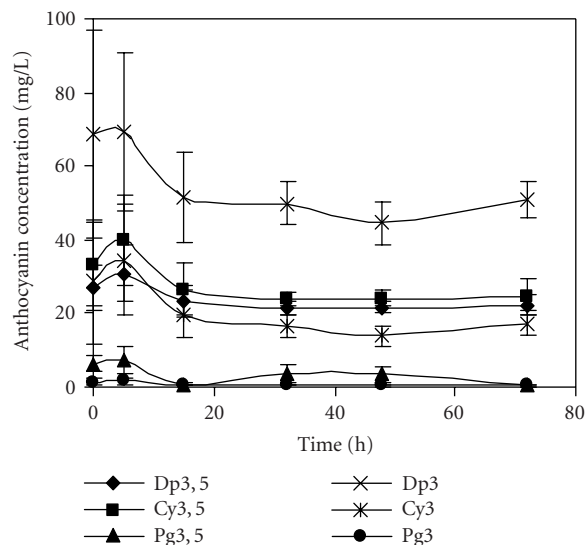 100
80
60
40
20
0
Anthocyanin concentration (mg/L)
0 20 40 60 80
Time (h)
Dp3, 5 Dp3
Cy3, 5 Cy3
Pg3, 5 Pg3